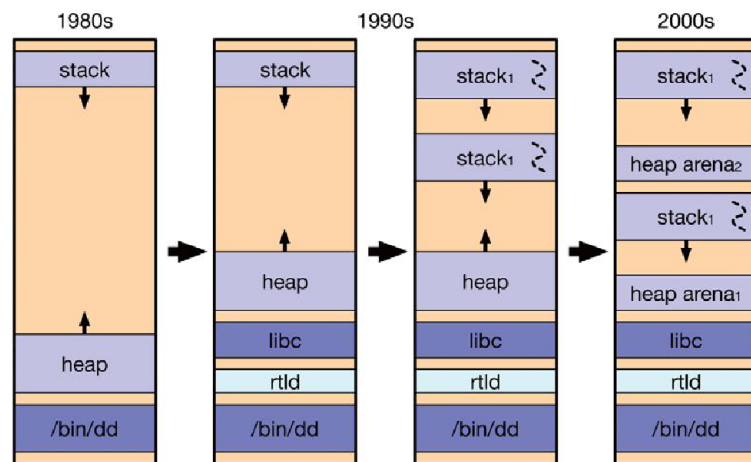 1980s
1990s
2000s
stack
heap
/bin/dd
stack
heap
libc
rtld
/bin/dd
stack1
stack1
heap
libc
rtld
/bin/dd
stack1
heap arena2
stack1
heap arena1
libc
rtld
/bin/dd